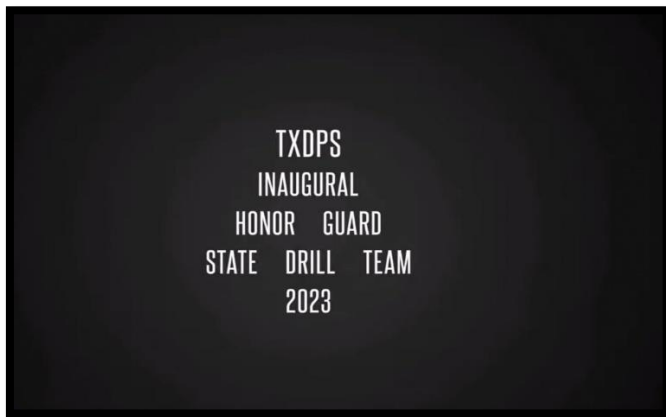 TXDPS
INAUGURAL
HONOR GUARD
STATE DRILL TEAM
2023